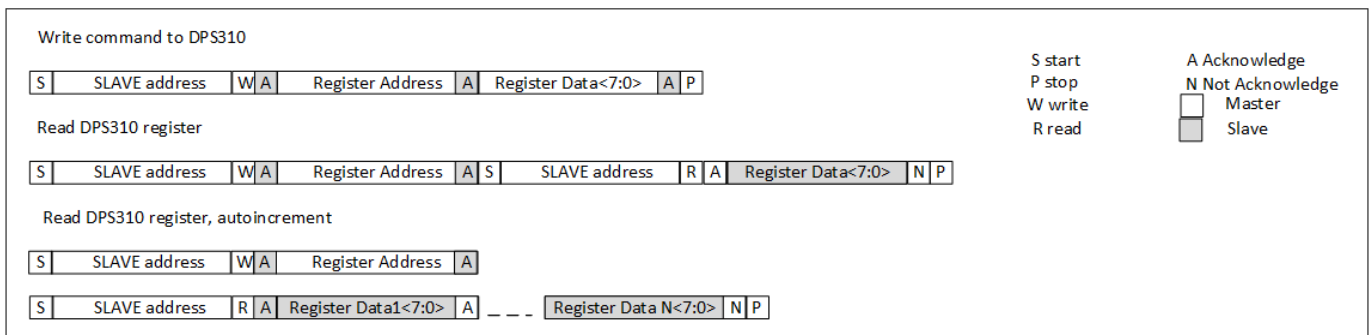 Write command to DPS310
S SLAVE address W A Register Address A Register Data<7:0> A P
Read DPS310 register
S SLAVE address W A Register Address A S SLAVE address R A Register Data<7:0> N P
Read DPS310 register, autoincrement
S SLAVE address W A Register Address A
S SLAVE address R A Register Data1<7:0> A _ _ _ Register Data N<7:0> N P
S start A Acknowledge
P stop N Not Acknowledge
W write Master
R read Slave